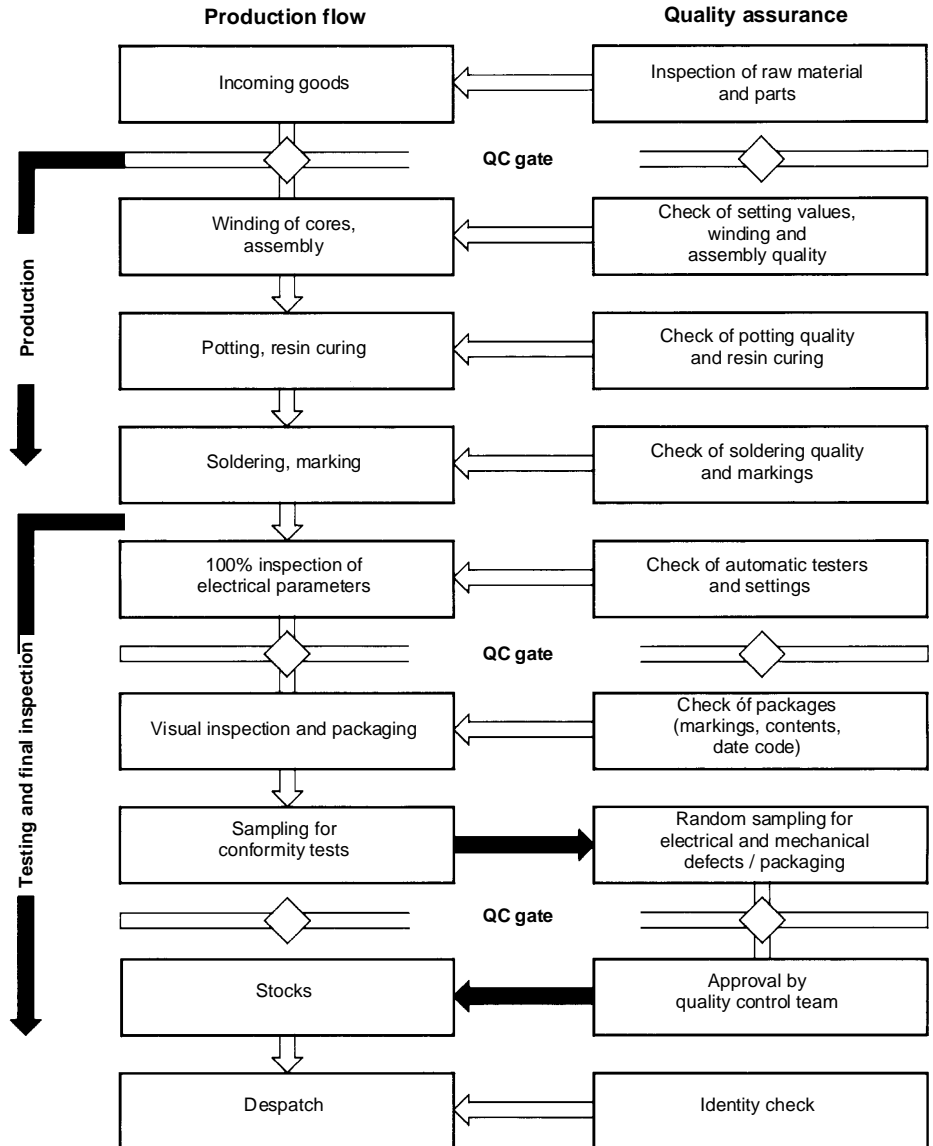 Production flow
Quality assurance
Incoming goods
Inspection of raw material
and parts
QC gate
Winding of cores,
assembly
Check of setting values,
winding and
assembly quality
Production
Potting, resin curing
Check of potting quality
and resin curing
Soldering, marking
Check of soldering quality
and markings
100% inspection of
electrical parameters
Check of automatic testers
and settings
QC gate
Testing and final inspection
Visual inspection and packaging
Check of packages
(markings, contents,
date code)
Sampling for
conformity tests
Random sampling for
electrical and mechanical
defects / packaging
QC gate
Stocks
Approval by
quality control team
Despatch
Identity check